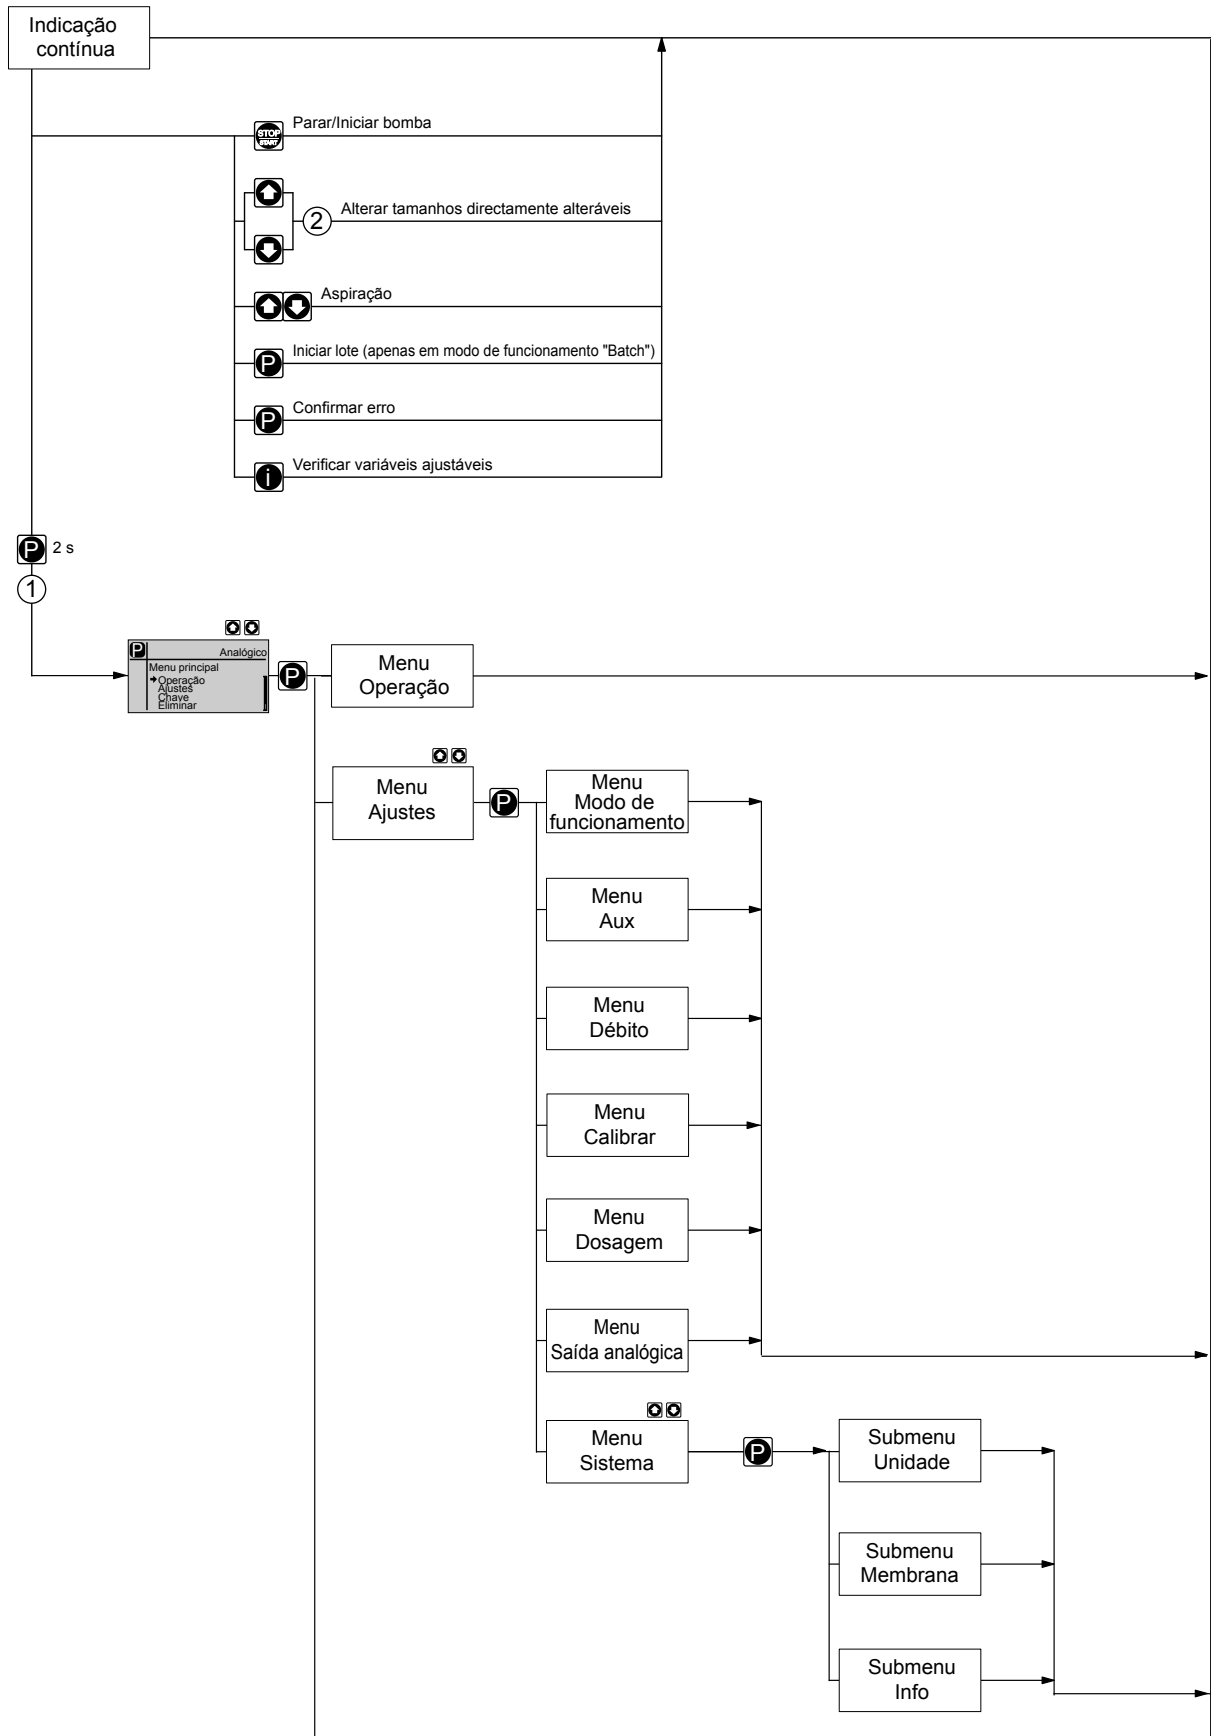 Indicação
contínua
STOP
START
Parar/Iniciar bomba
2
Alterar tamanhos directamente alteráveis
Aspiração
P
Iniciar lote (apenas em modo de funcionamento "Batch")
P
Confirmar erro
i
Verificar variáveis ajustáveis
P
2 s
1
P
Analógico
Menu principal
Operação
Ajustes
Chave
Eliminar
P
Menu
Operação
Menu
Ajustes
P
Menu
Modo de
funcionamento
Menu
Aux
Menu
Débito
Menu
Calibrar
Menu
Dosagem
Menu
Saída analógica
Menu
Sistema
P
Submenu
Unidade
Submenu
Membrana
Submenu
Info